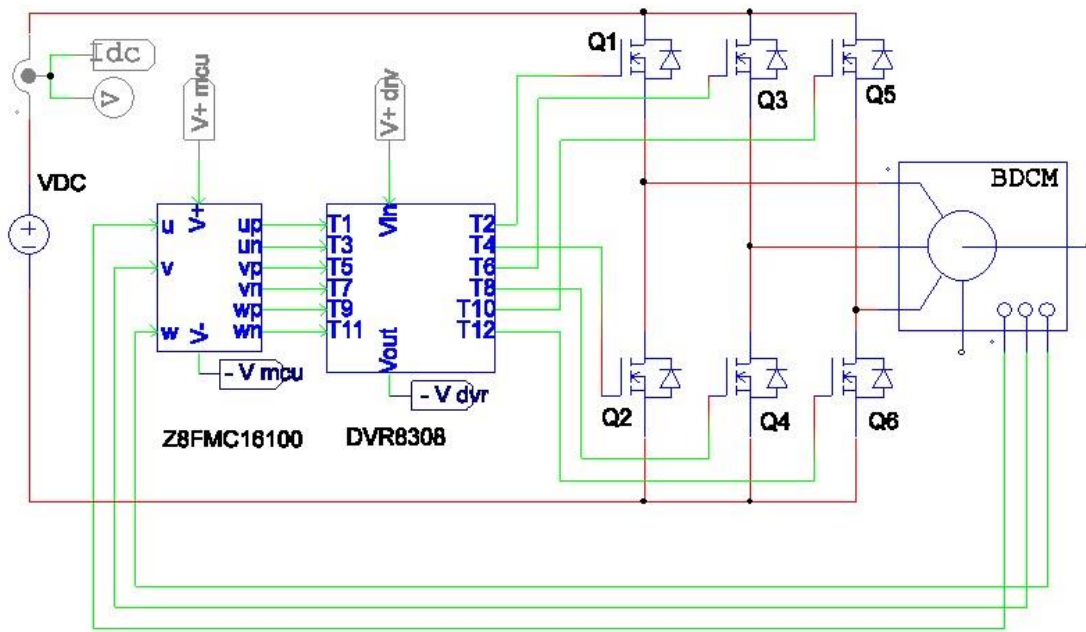 Idc
V
V+ mcu
V+ drv
VDC
Q1
Q3
Q5
BDCM
u
v
w
V+
V-
up
un
vp
vn
wp
wn
T1
T3
T5
T7
T9
T11
Vin
Vout
T2
T4
T6
T8
T10
T12
- V mcu
- V dvr
Q2
Q4
Q6
Z8FMC16100
DVR8308